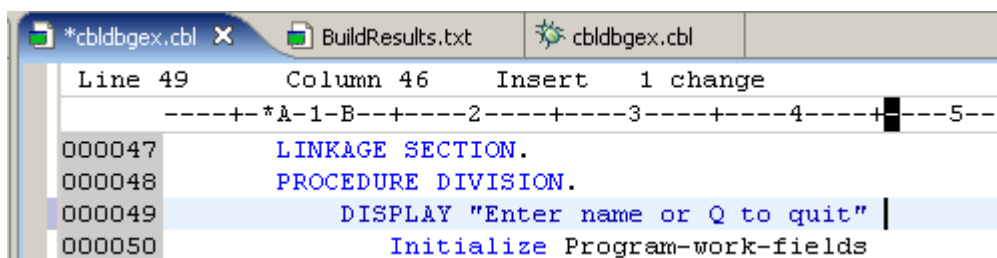 *cbldbgex.cbl BuildResults.txt cbldbgex.cbl
Line 49 Column 46 Insert 1 change
----+-*A-1-B--+----2----+----3----+----4----+----5--
000047 LINKAGE SECTION.
000048 PROCEDURE DIVISION.
000049 DISPLAY "Enter name or Q to quit"
000050 Initialize Program-work-fields